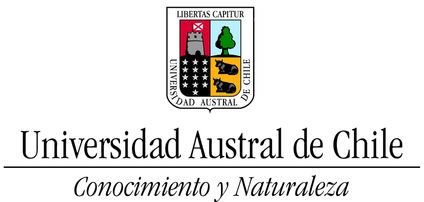 LIBERTAS CAPITUR
UNIVERSIDAD AUSTRAL DE CHILE
Universidad Austral de Chile
Conocimiento y Naturaleza